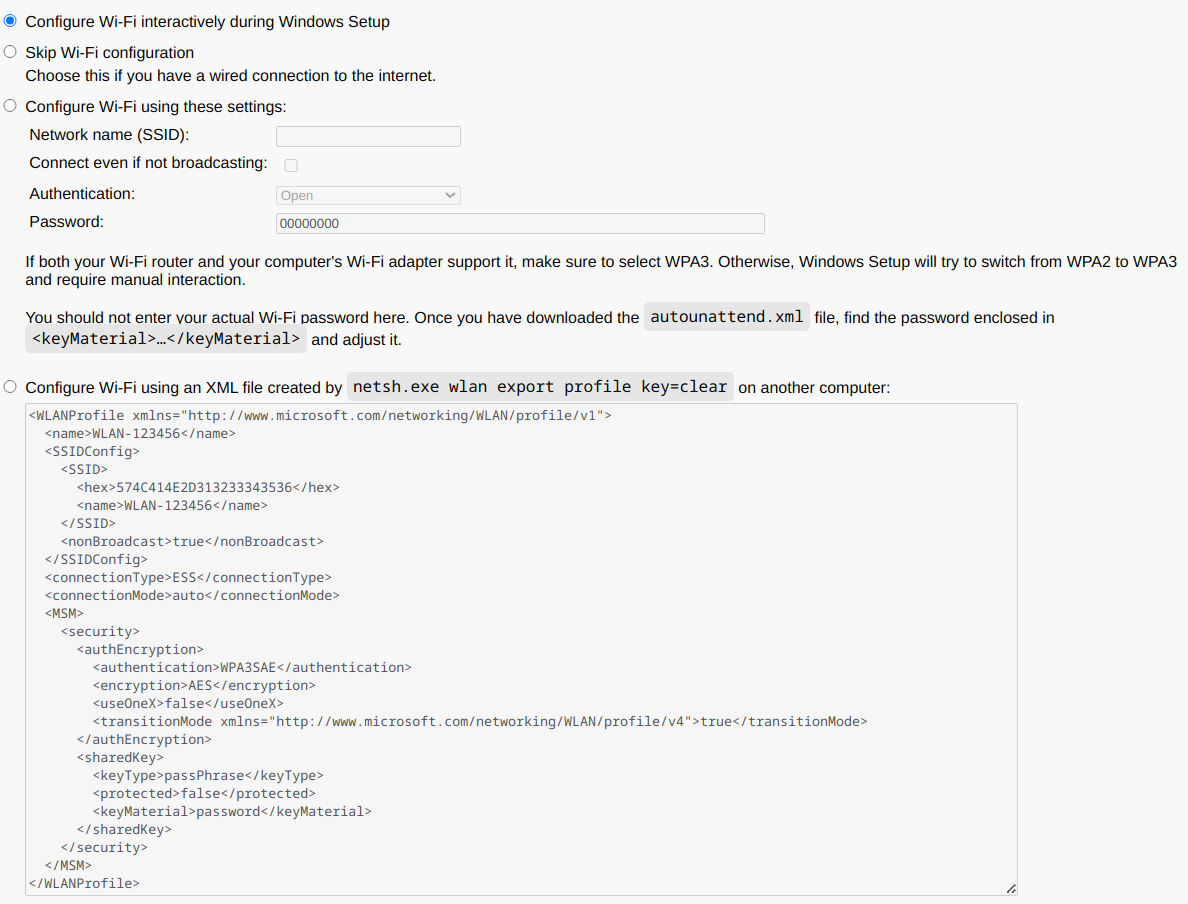 Configure Wi-Fi interactively during Windows Setup
Skip Wi-Fi configuration
Choose this if you have a wired connection to the internet.
Configure Wi-Fi using these settings:
Network name (SSID):
Connect even if not broadcasting:
Authentication: Open
Password: 00000000
If both your Wi-Fi router and your computer's Wi-Fi adapter support it, make sure to select WPA3. Otherwise, Windows Setup will try to switch from WPA2 to WPA3
and require manual interaction.
You should not enter your actual Wi-Fi password here. Once you have downloaded the autounattend.xml file, find the password enclosed in
<keyMaterial>…</keyMaterial> and adjust it.
Configure Wi-Fi using an XML file created by netsh.exe wlan export profile key=clear on another computer:
<WLANProfile xmlns="http://www.microsoft.com/networking/WLAN/profile/v1">
  <name>WLAN-123456</name>
  <SSIDConfig>
    <SSID>
      <hex>574C414E2D313233343536</hex>
      <name>WLAN-123456</name>
    </SSID>
    <nonBroadcast>true</nonBroadcast>
  </SSIDConfig>
  <connectionType>ESS</connectionType>
  <connectionMode>auto</connectionMode>
  <MSM>
    <security>
      <authEncryption>
        <authentication>WPA3SAE</authentication>
        <encryption>AES</encryption>
        <useOneX>false</useOneX>
        <transitionMode xmlns="http://www.microsoft.com/networking/WLAN/profile/v4">true</transitionMode>
      </authEncryption>
      <sharedKey>
        <keyType>passPhrase</keyType>
        <protected>false</protected>
        <keyMaterial>password</keyMaterial>
      </sharedKey>
    </security>
  </MSM>
</WLANProfile>